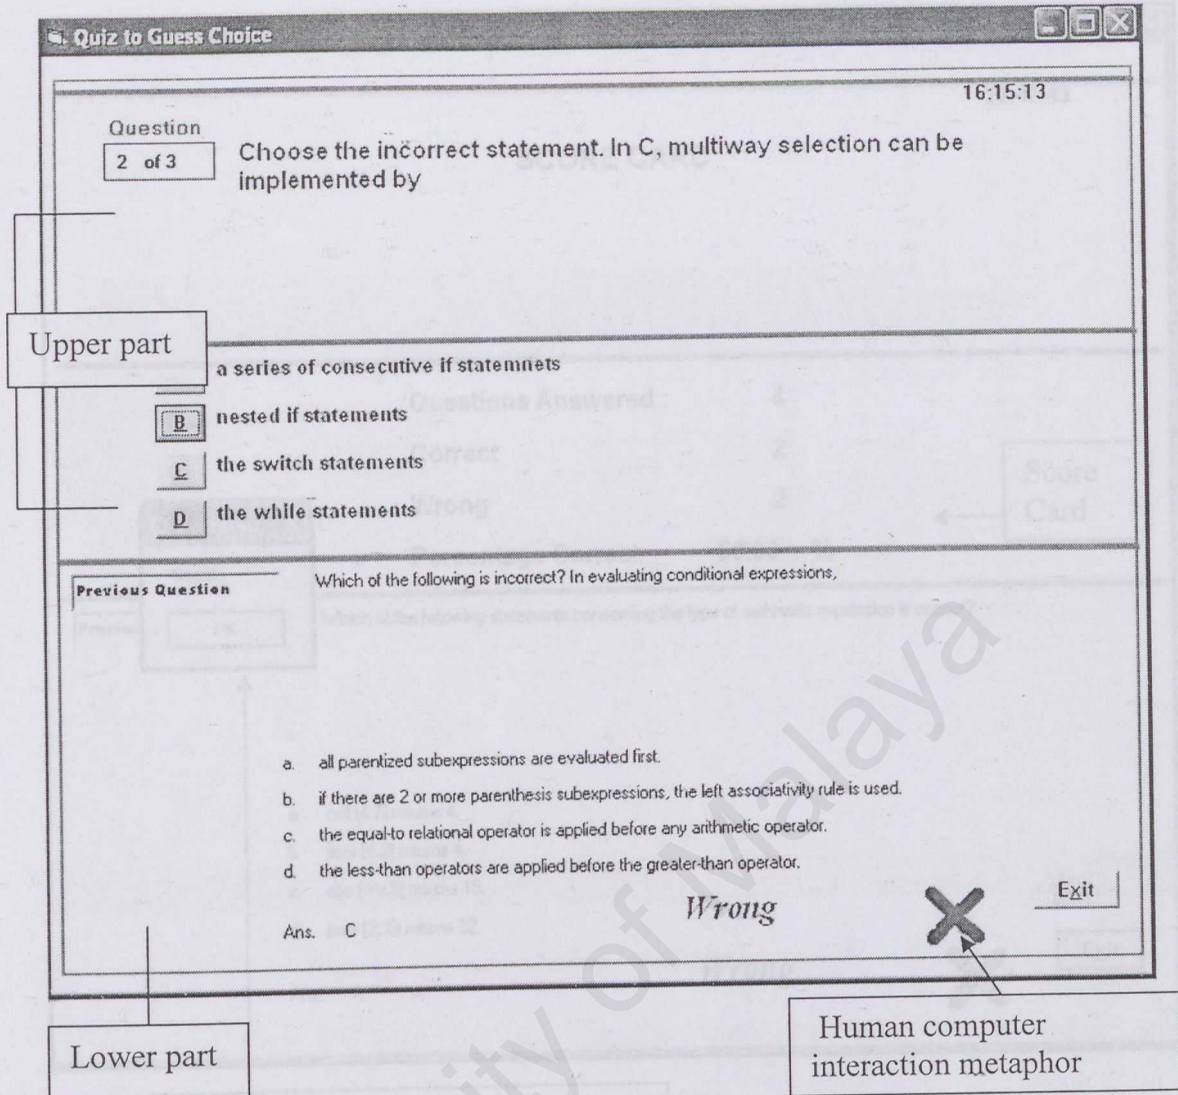 Quiz to Guess Choice
16:15:13
Question
2 of 3
Choose the incorrect statement. In C, multiway selection can be
implemented by
Upper part
a series of consecutive if statemnets
B nested if statements
C the switch statements
D the while statements
Previous Question
Which of the following is incorrect? In evaluating conditional expressions,
a. all parentized subexpressions are evaluated first.
b. if there are 2 or more parenthesis subexpressions, the left associativity rule is used.
c. the equal-to relational operator is applied before any arithmetic operator.
d. the less-than operators are applied before the greater-than operator.
Ans. C
Wrong
Exit
Lower part
Human computer
interaction metaphor
University of Malaya